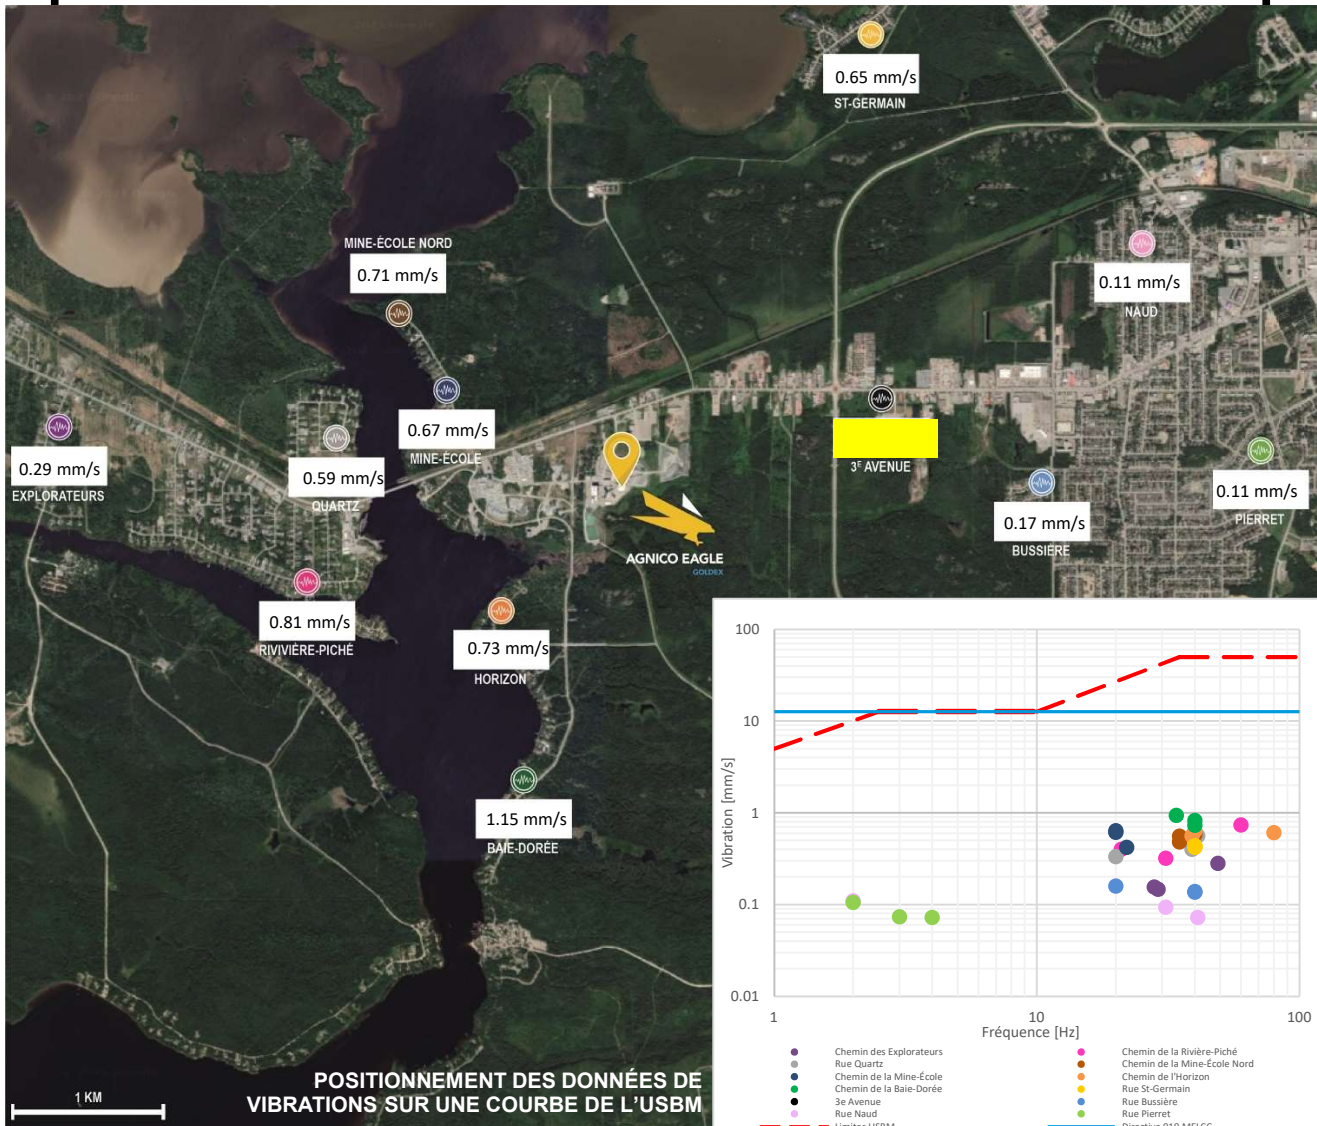 0.65 mm/s
ST-GERMAIN
MINE-ÉCOLE NORD
0.71 mm/s
0.11 mm/s
NAUD
0.67 mm/s
MINE-ÉCOLE
0.29 mm/s
EXPLORATEURS
0.59 mm/s
QUARTZ
3E AVENUE
0.11 mm/s
PIERRET
0.17 mm/s
BUSSIÈRE
AGNICO EAGLE
GOLDEX
0.81 mm/s
RIVIVIÈRE-PICHÉ
0.73 mm/s
HORIZON
1.15 mm/s
BAIE-DORÉE
1 KM
POSITIONNEMENT DES DONNÉES DE
VIBRATIONS SUR UNE COURBE DE L'USBM
Vibration [mm/s]
100
10
1
0.1
0.01
1 10 100
Fréquence [Hz]
Chemin des Explorateurs
Chemin de la Rivière-Piché
Rue Quartz
Chemin de la Mine-École Nord
Chemin de la Mine-École
Chemin de l'Horizon
Chemin de la Baie-Dorée
Rue St-Germain
3e Avenue
Rue Bussière
Rue Naud
Rue Pierret
Limites USBM
Directive 019 MELCC